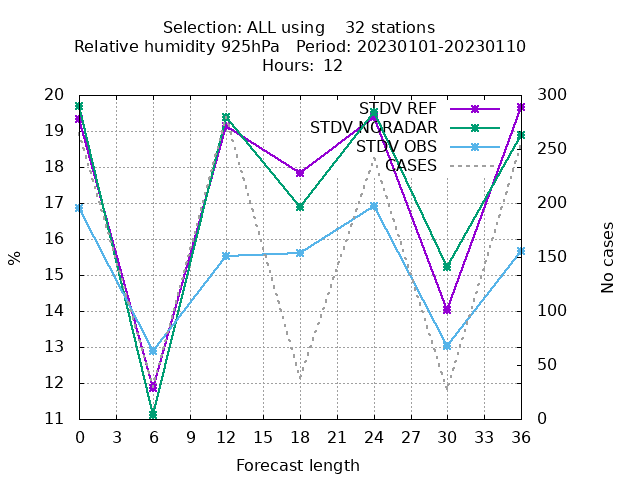 Selection: ALL using    32 stations
Relative humidity 925hPa   Period: 20230101-20230110
Hours: 12
STDV REF
STDV NORADAR
STDV OBS
CASES
20
19
18
17
16
15
14
13
12
11
%
300
250
200
150
100
50
0
No cases
0 3 6 9 12 15 18 21 24 27 30 33 36
Forecast length